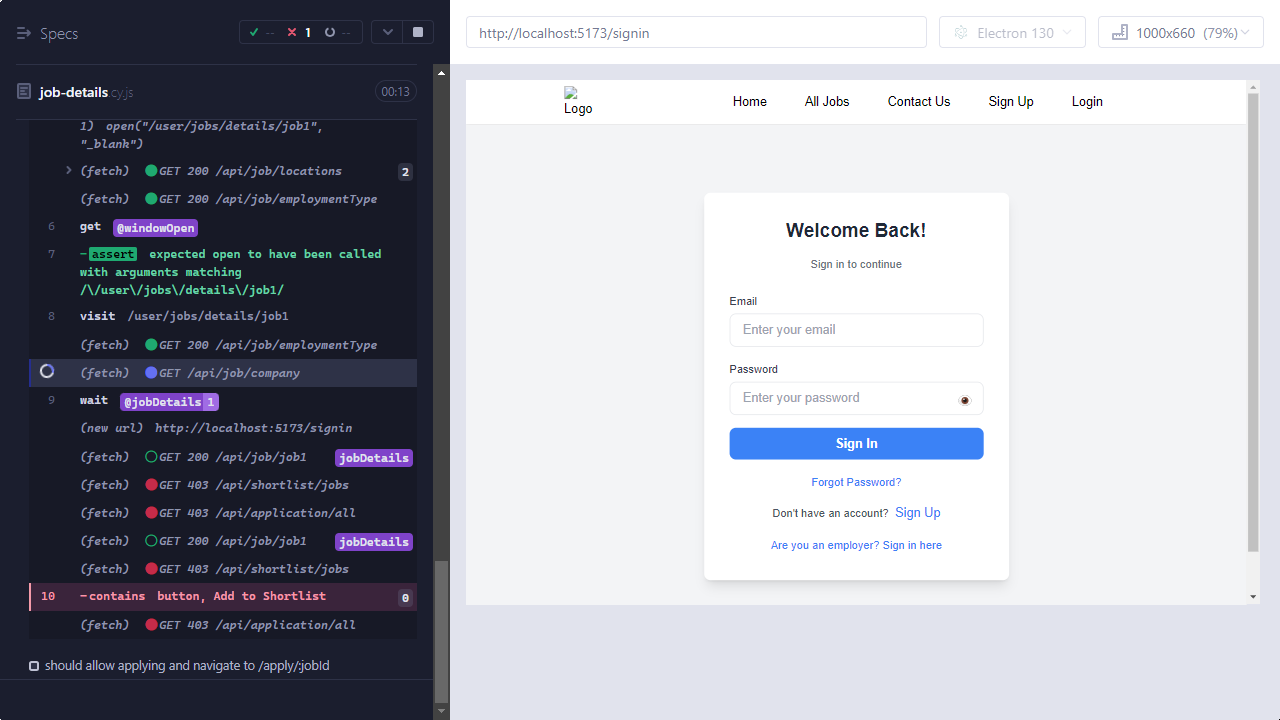 Specs
-- 1 --
job-details.cy.js
00:13
1) open("/user/jobs/details/job1",
"_blank")
(fetch) GET 200 /api/job/locations 2
(fetch) GET 200 /api/job/employmentType
6 get @windowOpen
7 -assert expected open to have been called
with arguments matching
/\/user\/jobs\/details\/job1/
8 visit /user/jobs/details/job1
(fetch) GET 200 /api/job/employmentType
(fetch) GET /api/job/company
9 wait @jobDetails 1
(new url) http://localhost:5173/signin
(fetch) GET 200 /api/job/job1 jobDetails
(fetch) GET 403 /api/shortlist/jobs
(fetch) GET 403 /api/application/all
(fetch) GET 200 /api/job/job1 jobDetails
(fetch) GET 403 /api/shortlist/jobs
10 -contains button, Add to Shortlist 0
(fetch) GET 403 /api/application/all
should allow applying and navigate to /apply/:jobId
http://localhost:5173/signin
Electron 130
1000x660 (79%)
Logo
Home All Jobs Contact Us Sign Up Login
Welcome Back!
Sign in to continue
Email
Enter your email
Password
Enter your password
Sign In
Forgot Password?
Don't have an account? Sign Up
Are you an employer? Sign in here